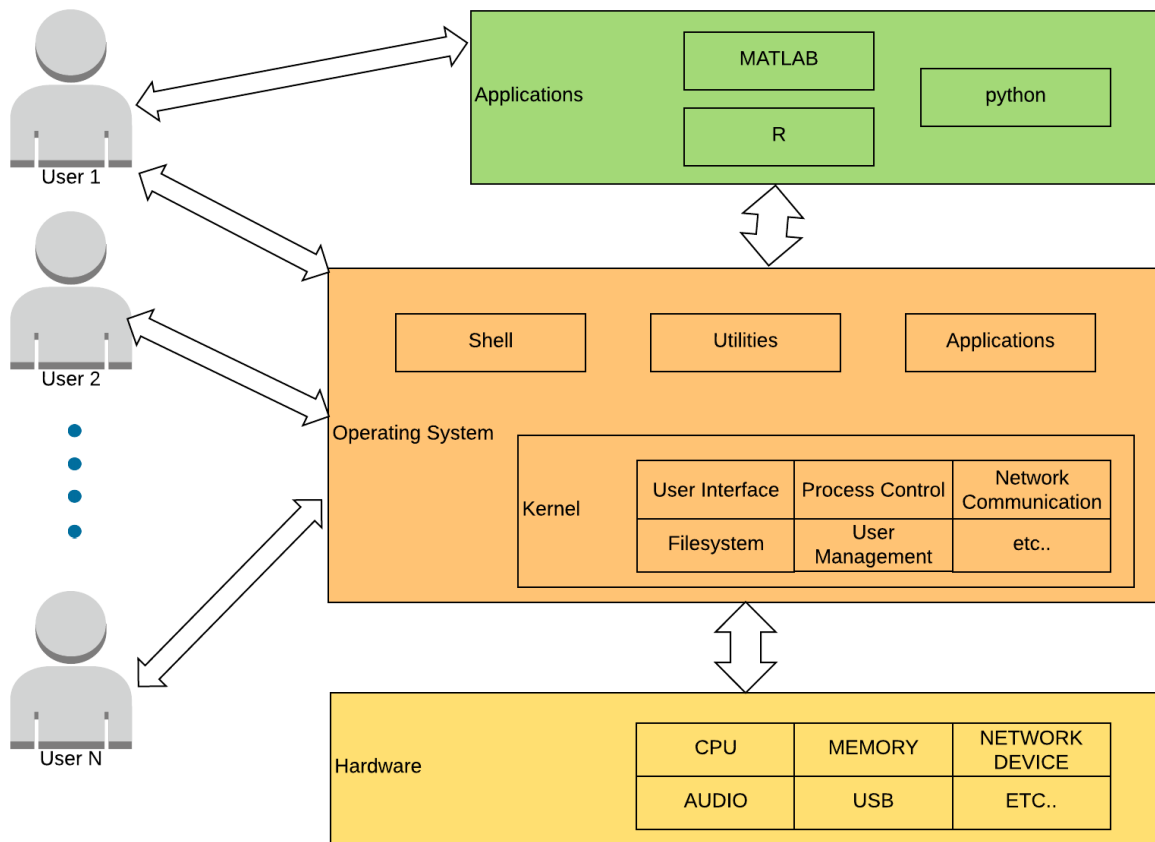 User 1
User 2
User N
Applications
MATLAB
R
python
Shell
Utilities
Applications
Operating System
Kernel
User Interface
Process Control
Network
Communication
Filesystem
User
Management
etc..
Hardware
CPU
MEMORY
NETWORK
DEVICE
AUDIO
USB
ETC..